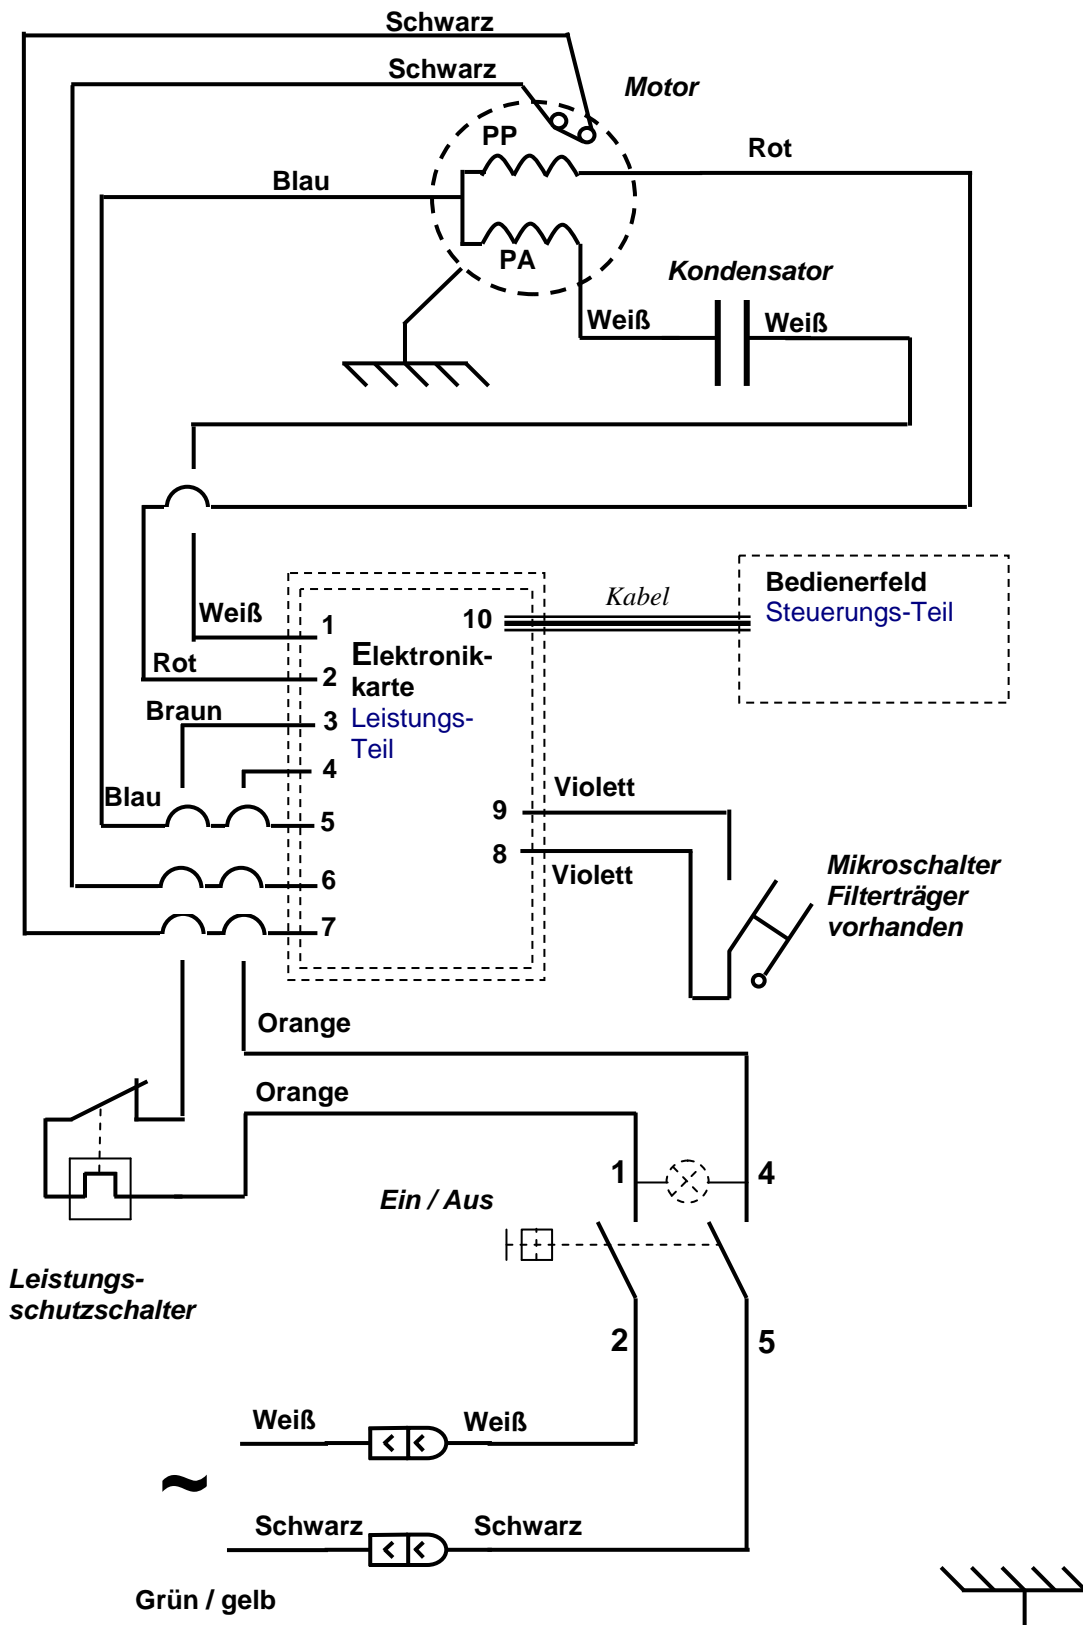 Schwarz
Schwarz
Motor
PP
Rot
Blau
PA
Kondensator
Weiß
Weiß
Bedienerfeld
Steuerungs-Teil
Kabel
Weiß
1
10
Elektronik-
karte
Leistungs-
Teil
Rot
2
Braun
3
4
Blau
5
9
Violett
8
Violett
6
7
Mikroschalter
Filterträger
vorhanden
Orange
Orange
1
4
Ein / Aus
Leistungs-
schutzschalter
2
5
Weiß
Weiß
~
Schwarz
Schwarz
Grün / gelb